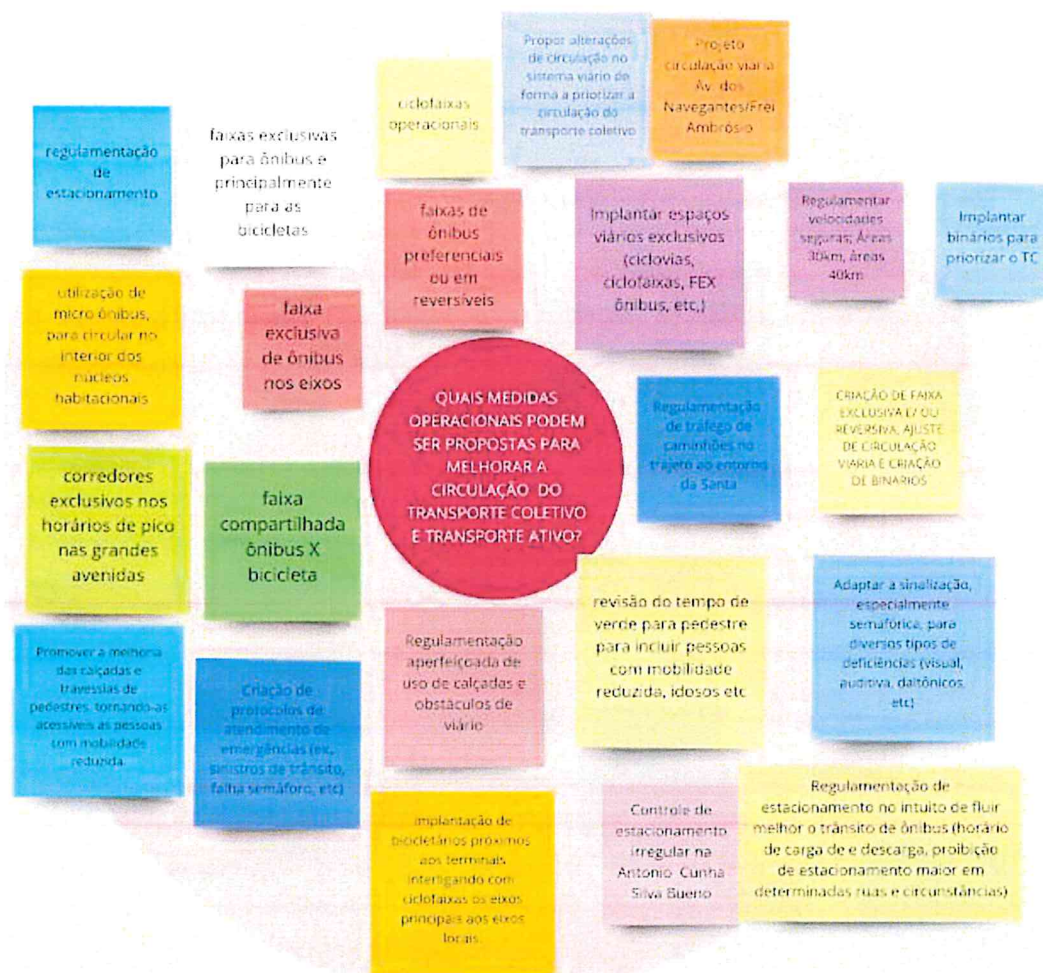 Propor alterações
de circulação no
sistema viário de
forma a priorizar a
circulação do
transporte coletivo
Projeto
circulação viária
Av. dos
Navegantes/Frei
Ambrósio
ciclofaixas
operacionais
regulamentação
de
estacionamento
faixas exclusivas
para ônibus e
principalmente
para as
bicicletas
faixas de
ônibus
preferenciais
ou em
reversíveis
Implantar espaços
viários exclusivos
(ciclovias,
ciclofaixas, FEX
ônibus, etc,)
Regulamentar
velocidades
seguras; Áreas
30km, áreas
40km
Implantar
binários para
priorizar o TC
utilização de
micro ônibus,
para circular no
interior dos
núcleos
habitacionais
faixa
exclusiva
de ônibus
nos eixos
QUAIS MEDIDAS
OPERACIONAIS PODEM
SER PROPOSTAS PARA
MELHORAR A
CIRCULAÇÃO DO
TRANSPORTE COLETIVO
E TRANSPORTE ATIVO?
Regulamentação
de tráfego de
caminhões no
trajeto ao entorno
da Santa
CRIAÇÃO DE FAIXA
EXCLUSIVA E/ OU
REVERSIVA, AJUSTE
DE CIRCULAÇÃO
VIARIA E CRIAÇÃO
DE BINARIOS
corredores
exclusivos nos
horários de pico
nas grandes
avenidas
faixa
compartilhada
ônibus X
bicicleta
revisão do tempo de
verde para pedestre
para incluir pessoas
com mobilidade
reduzida, idosos etc
Adaptar a sinalização,
especialmente
semafórica, para
diversos tipos de
deficiências (visual,
auditiva, daltônicos,
etc)
Promover a melhoria
das calçadas e
travessias de
pedestres, tornando-as
acessíveis as pessoas
com mobilidade
reduzida.
Criação de
protocolos de
atendimento de
emergências (ex,
sinistros de trânsito,
falha semáforo, etc)
Regulamentação
aperfeiçoada de
uso de calçadas e
obstáculos de
viário
implantação de
bicicletários próximos
aos terminais
interligando com
ciclofaixas os eixos
principais aos eixos
locais.
Controle de
estacionamento
irregular na
Antonio Cunha
Silva Bueno
Regulamentação de
estacionamento no intuito de fluir
melhor o trânsito de ônibus (horário
de carga de e descarga, proibição
de estacionamento maior em
determinadas ruas e circunstâncias)